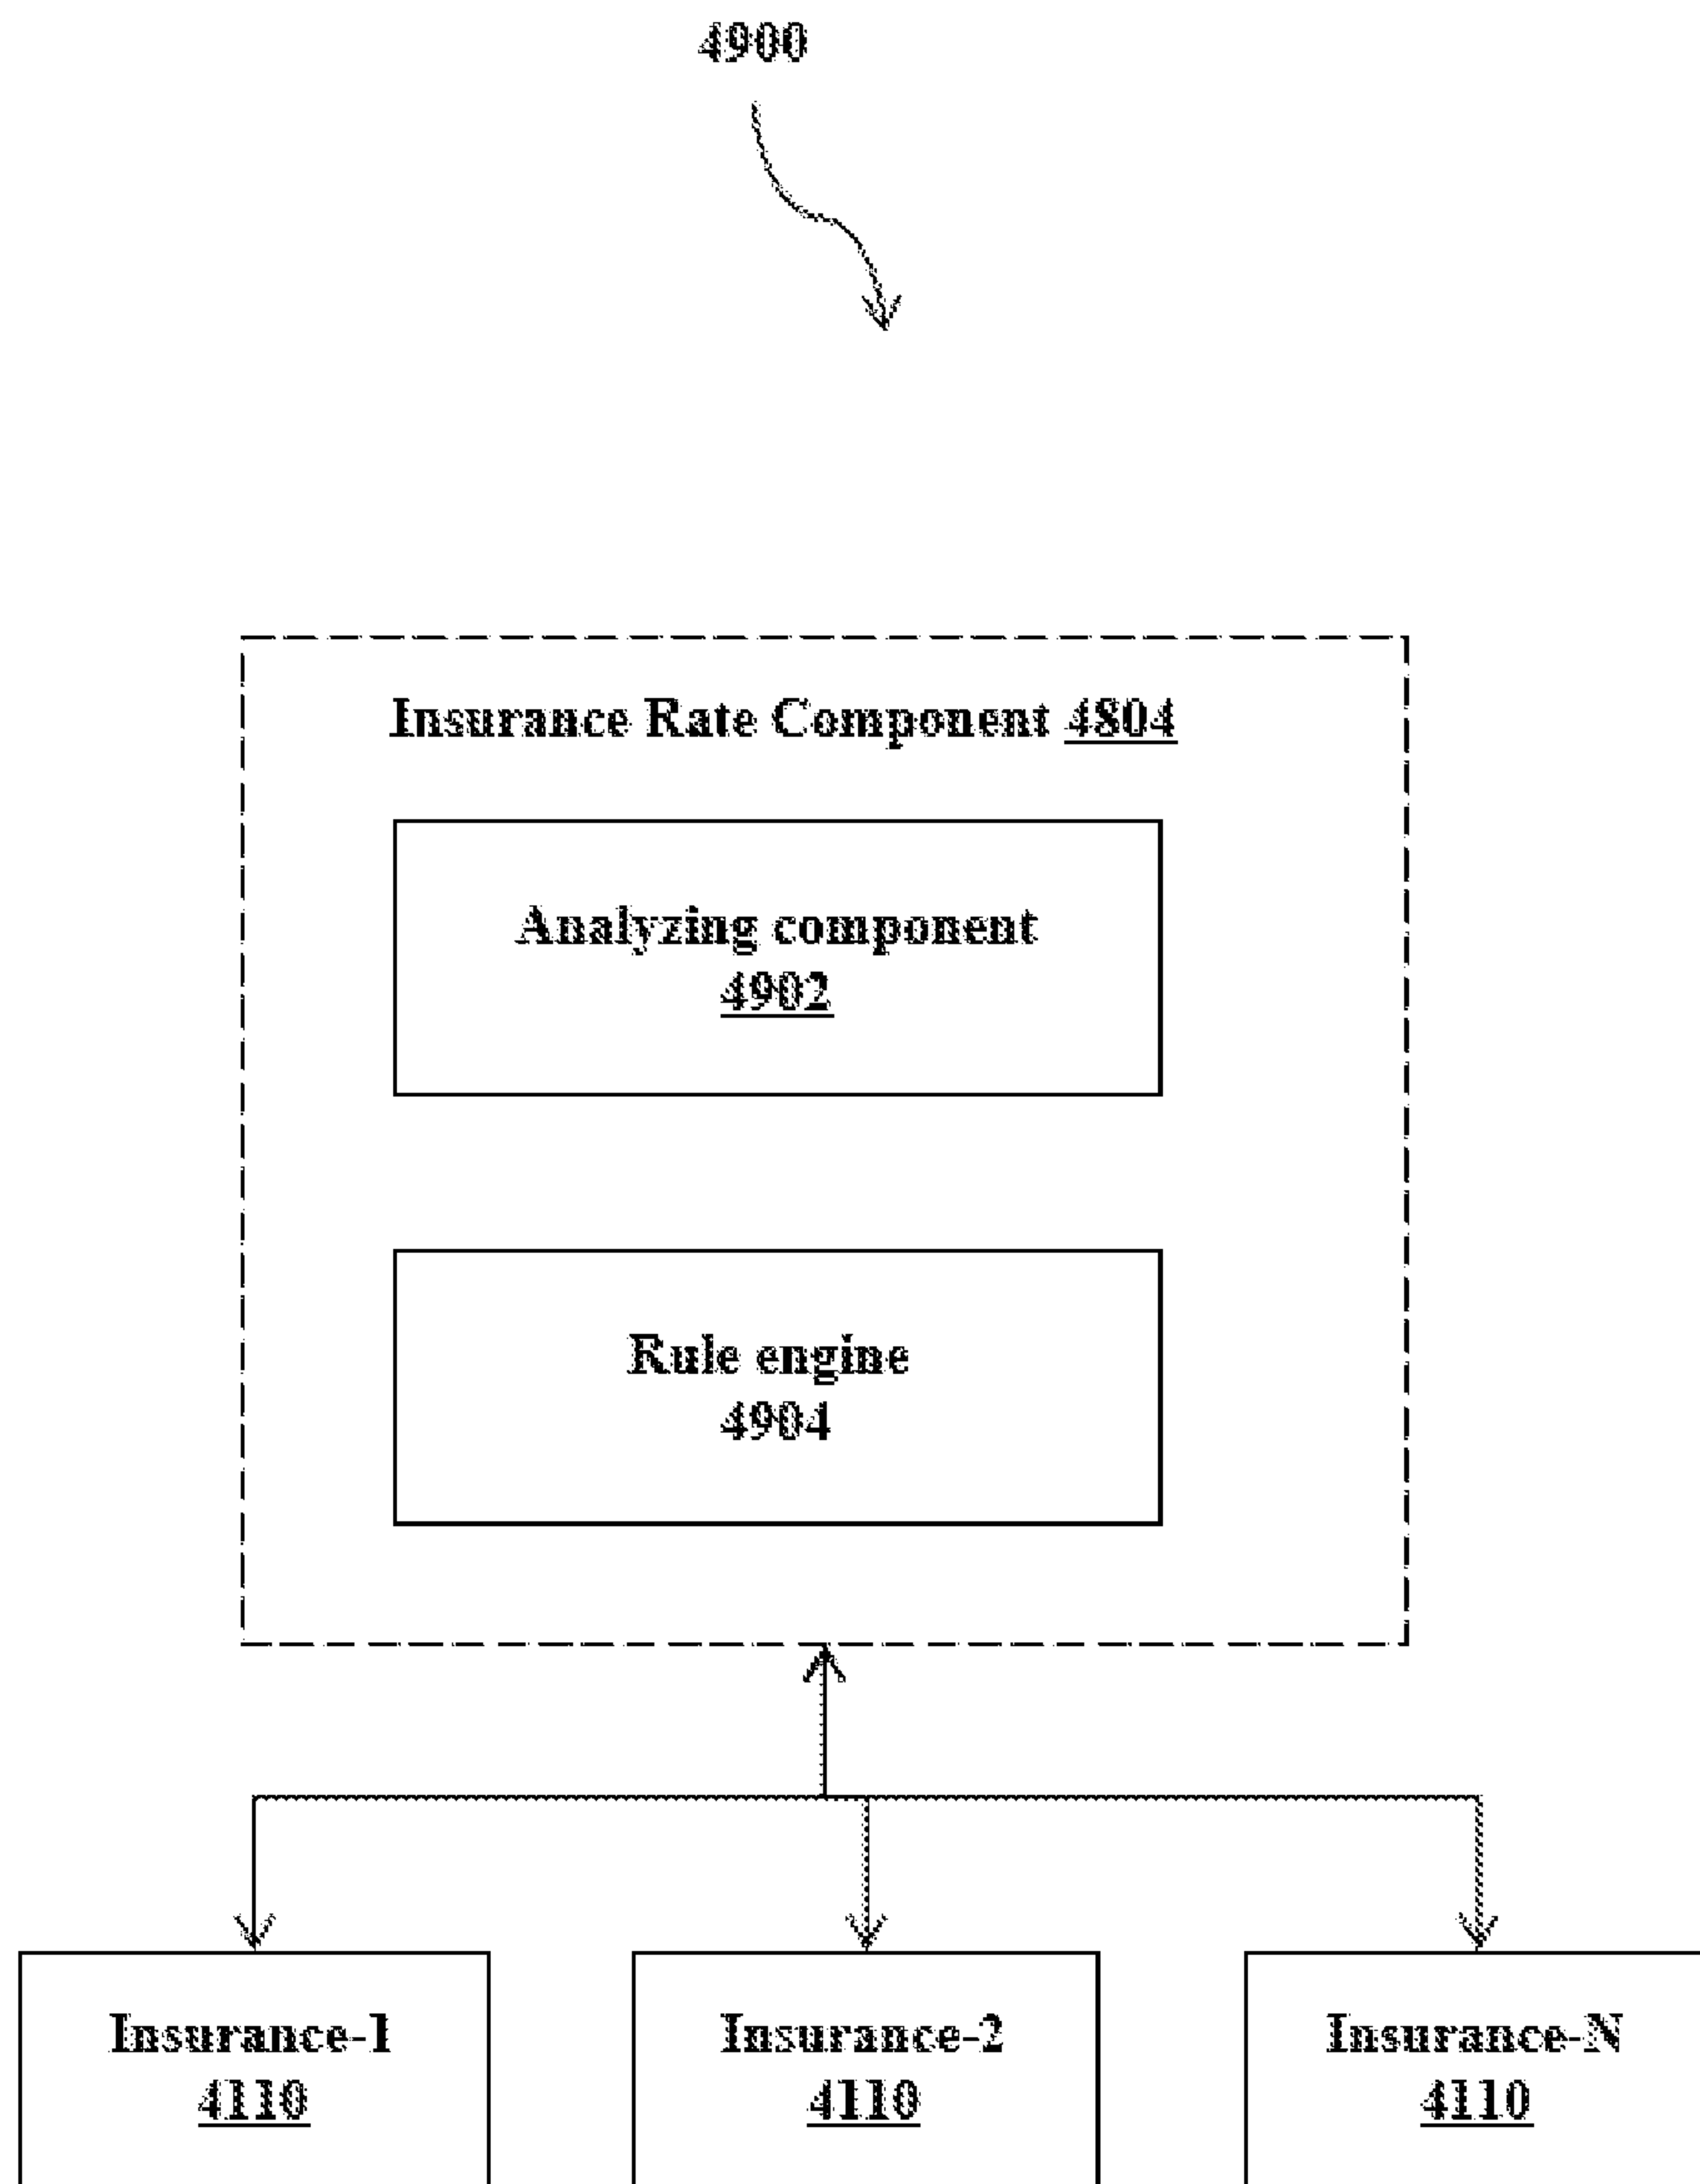 4900
Insurance Rate Component 4804
Analyzing component
4902
Rule engine
4904
Insurance-1
4110
Insurance-2
4110
Insurance-N
4110